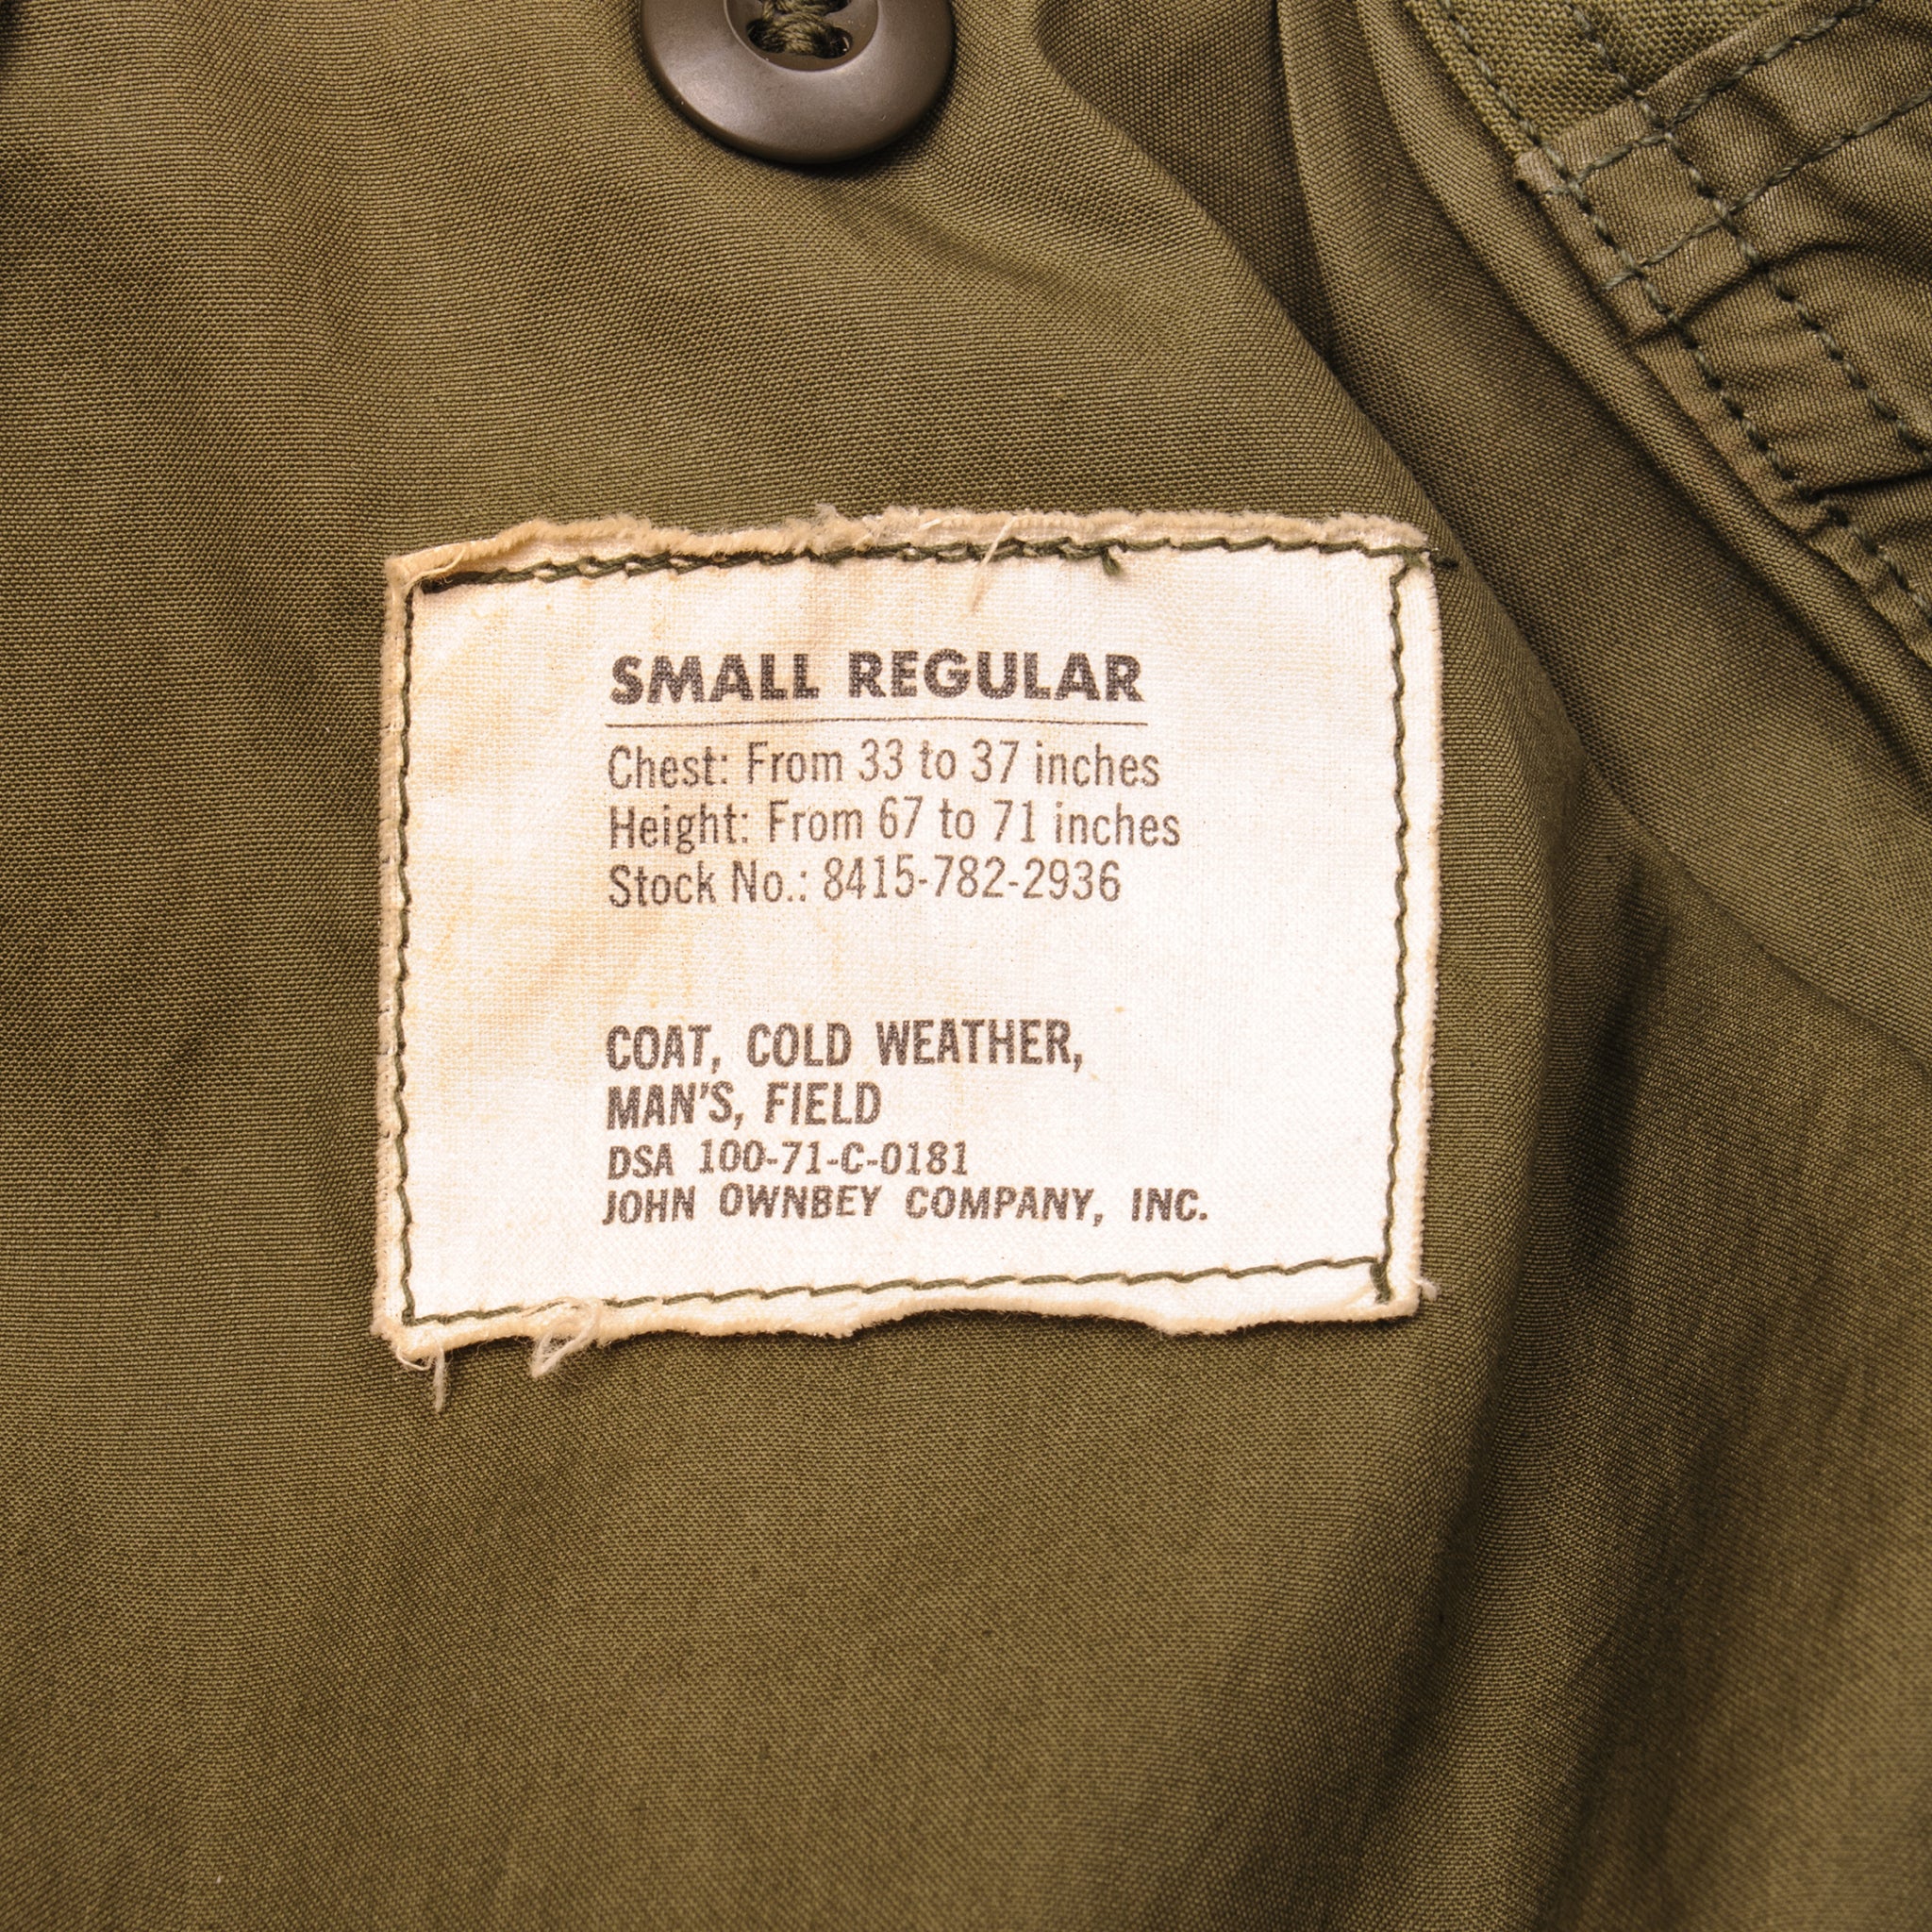 SMALL REGULAR
Chest: From 33 to 37 inches
Height: From 67 to 71 inches
Stock No.: 8415-782-2936
COAT, COLD WEATHER,
MAN'S, FIELD
DSA 100-71-C-0181
JOHN OWNBEY COMPANY, INC.